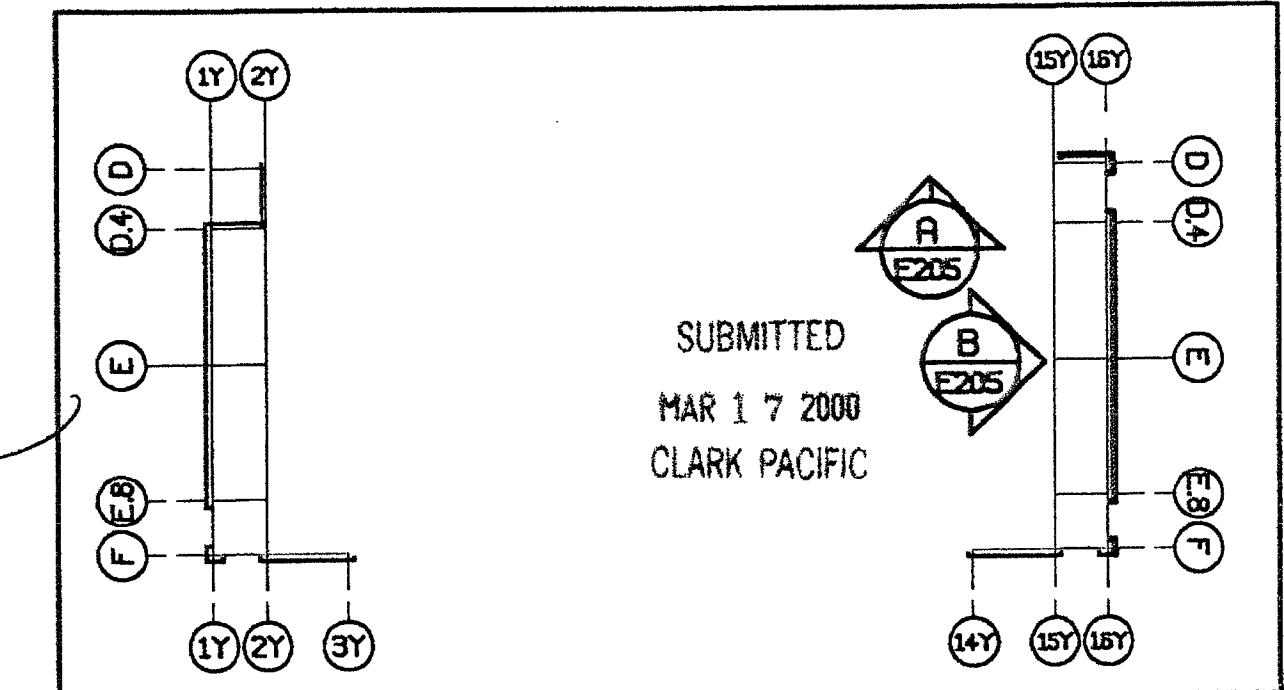 1Y 2Y
15Y 16Y
D
D
D.4
D.4
A
E205
SUBMITTED
B
E205
E
E
MAR 1 7 2000
CLARK PACIFIC
E.8
E.8
F
F
1Y 2Y 3Y
14Y 15Y 16Y